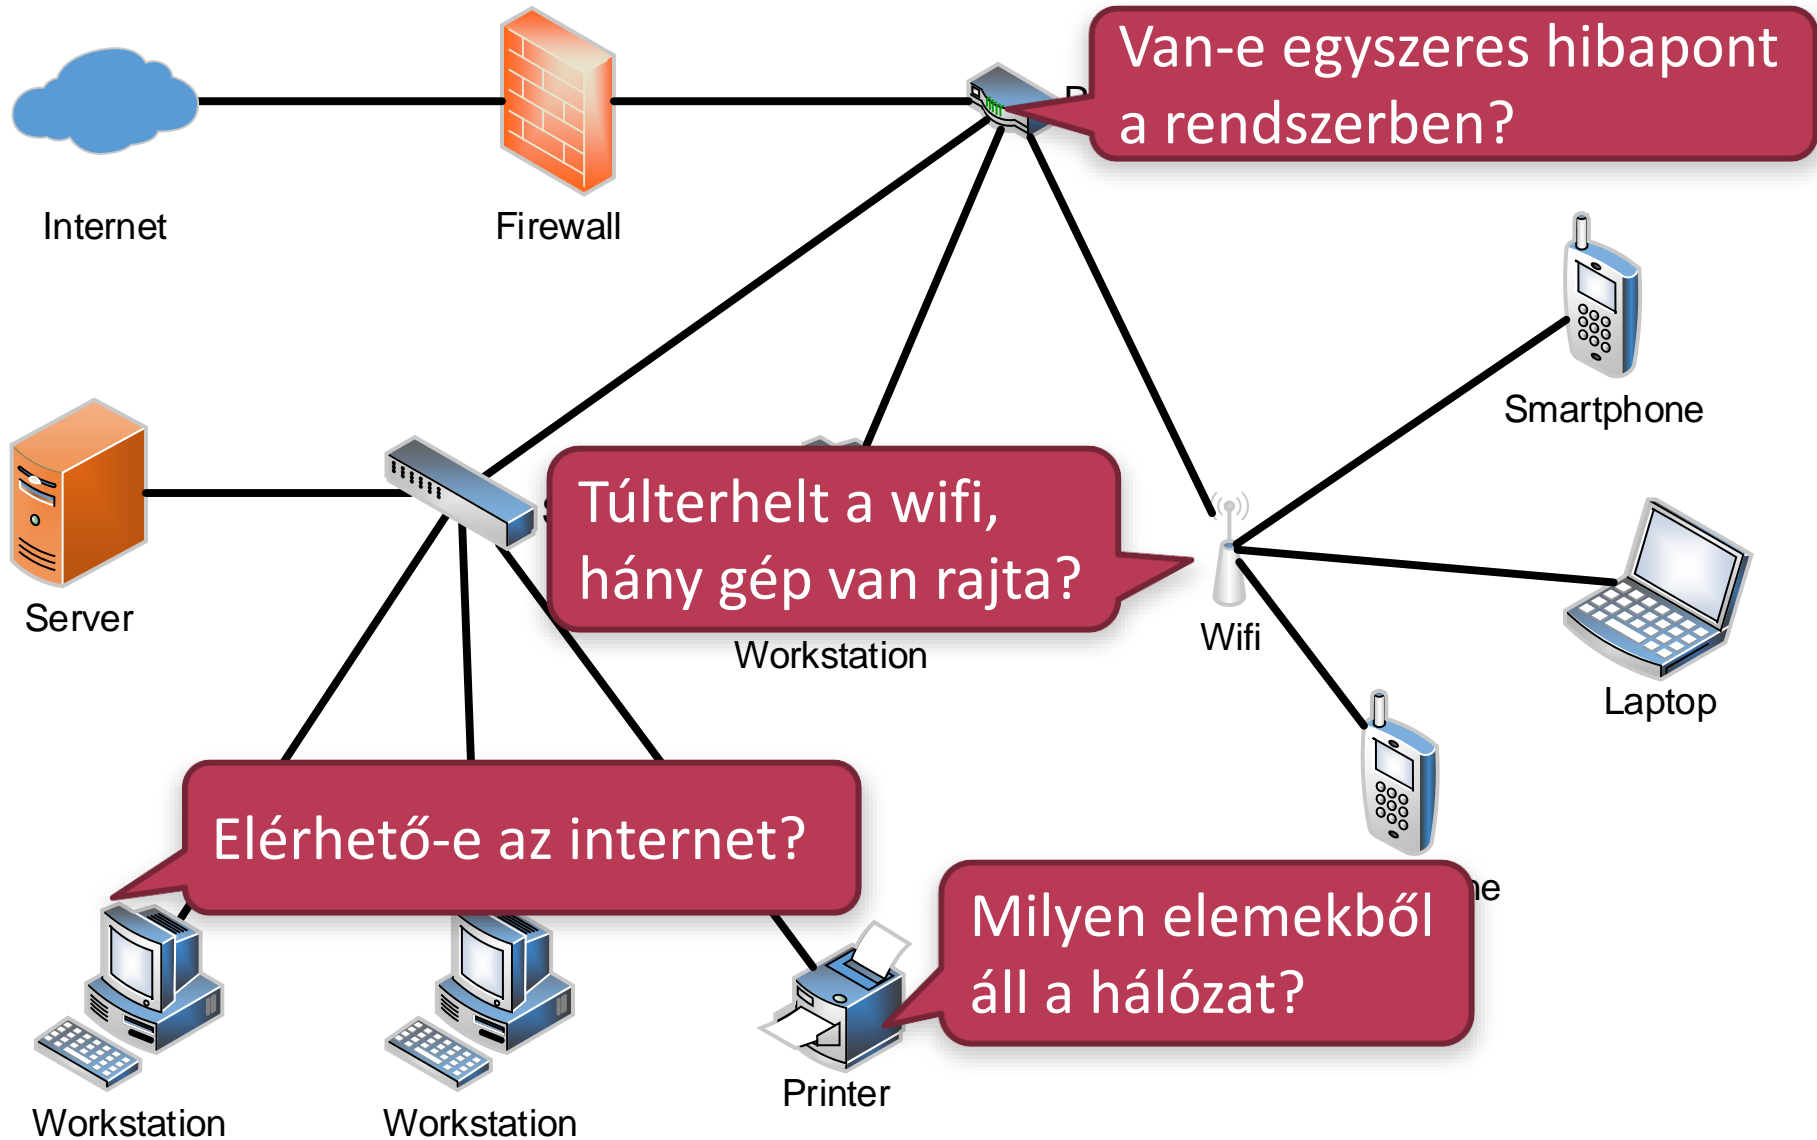 Van-e egyszeres hibapont
a rendszerben?
Internet
Firewall
Smartphone
Túlterhelt a wifi,
hány gép van rajta?
Server
Wifi
Workstation
Laptop
Elérhető-e az internet?
Milyen elemekből
áll a hálózat?
Printer
Workstation
Workstation